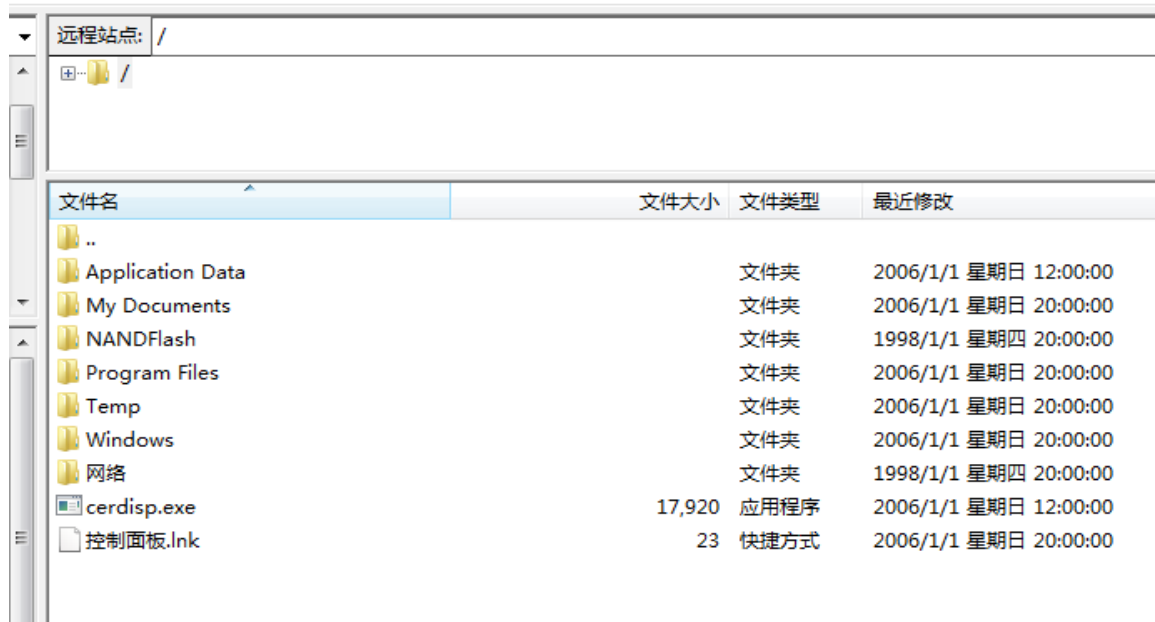 远程站点: /
/
文件名 文件大小 文件类型 最近修改
..
Application Data 文件夹 2006/1/1 星期日 12:00:00
My Documents 文件夹 2006/1/1 星期日 20:00:00
NANDFlash 文件夹 1998/1/1 星期四 20:00:00
Program Files 文件夹 2006/1/1 星期日 20:00:00
Temp 文件夹 2006/1/1 星期日 20:00:00
Windows 文件夹 2006/1/1 星期日 20:00:00
网络 文件夹 1998/1/1 星期四 20:00:00
cerdisp.exe 17,920 应用程序 2006/1/1 星期日 12:00:00
控制面板.lnk 23 快捷方式 2006/1/1 星期日 20:00:00